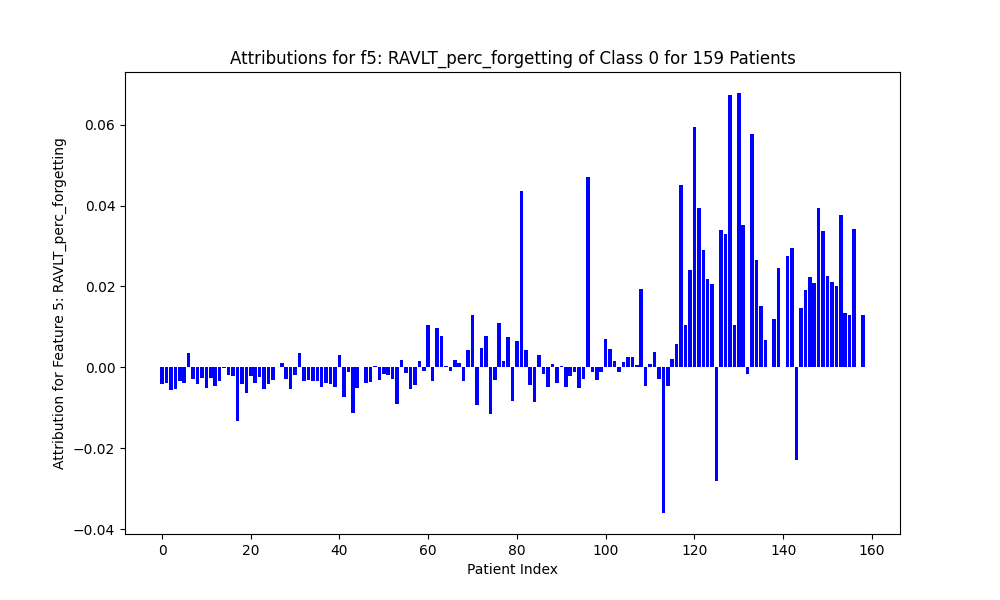 Attributions for f5: RAVLT_perc_forgetting of Class 0 for 159 Patients
Attribution for Feature 5: RAVLT_perc_forgetting
0.06
0.04
0.02
0.00
−0.02
−0.04
0 20 40 60 80 100 120 140 160
Patient Index